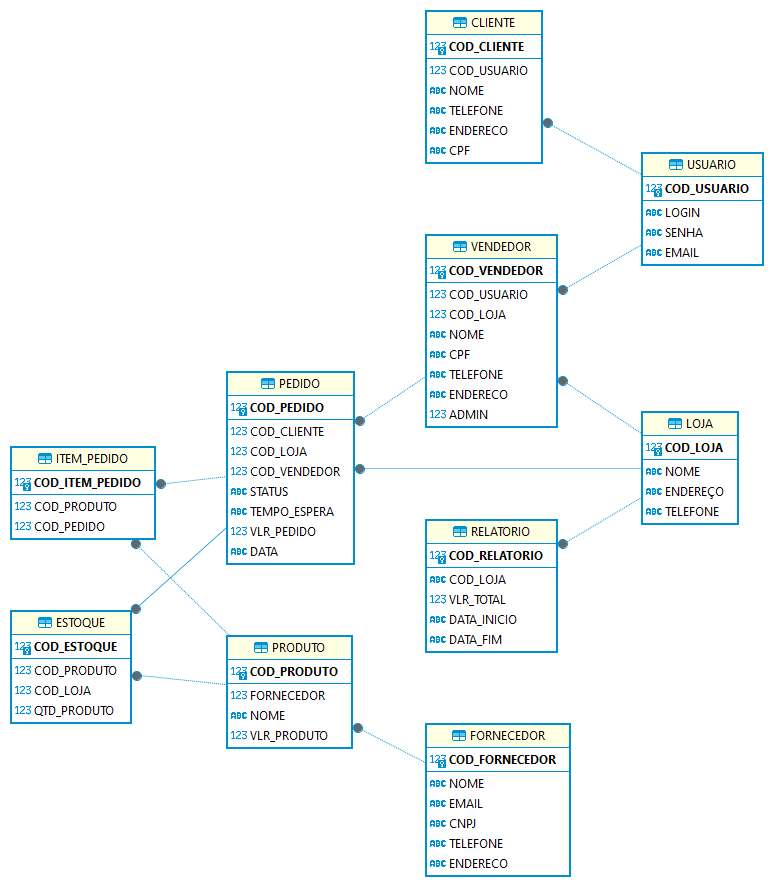 CLIENTE
123 COD_CLIENTE
123 COD_USUARIO
ABC NOME
ABC TELEFONE
ABC ENDERECO
ABC CPF
USUARIO
123 COD_USUARIO
ABC LOGIN
ABC SENHA
ABC EMAIL
VENDEDOR
123 COD_VENDEDOR
123 COD_USUARIO
123 COD_LOJA
ABC NOME
ABC CPF
ABC TELEFONE
ABC ENDERECO
123 ADMIN
PEDIDO
123 COD_PEDIDO
123 COD_CLIENTE
123 COD_LOJA
123 COD_VENDEDOR
ABC STATUS
ABC TEMPO_ESPERA
123 VLR_PEDIDO
ABC DATA
LOJA
123 COD_LOJA
ABC NOME
ABC ENDEREÇO
ABC TELEFONE
ITEM_PEDIDO
123 COD_ITEM_PEDIDO
123 COD_PRODUTO
123 COD_PEDIDO
RELATORIO
123 COD_RELATORIO
ABC COD_LOJA
123 VLR_TOTAL
ABC DATA_INICIO
ABC DATA_FIM
ESTOQUE
123 COD_ESTOQUE
123 COD_PRODUTO
123 COD_LOJA
123 QTD_PRODUTO
PRODUTO
123 COD_PRODUTO
123 FORNECEDOR
ABC NOME
123 VLR_PRODUTO
FORNECEDOR
123 COD_FORNECEDOR
ABC NOME
ABC EMAIL
ABC CNPJ
ABC TELEFONE
ABC ENDERECO